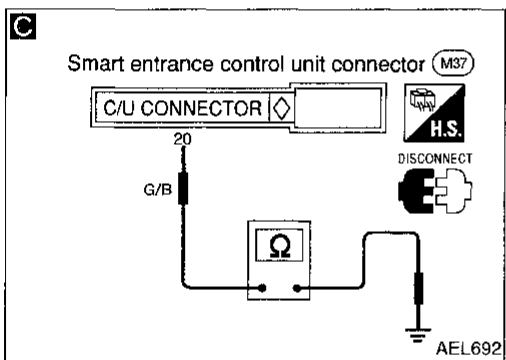 C
Smart entrance control unit connector M37
C/U CONNECTOR
H.S.
20
DISCONNECT
G/B
Ω
AEL692